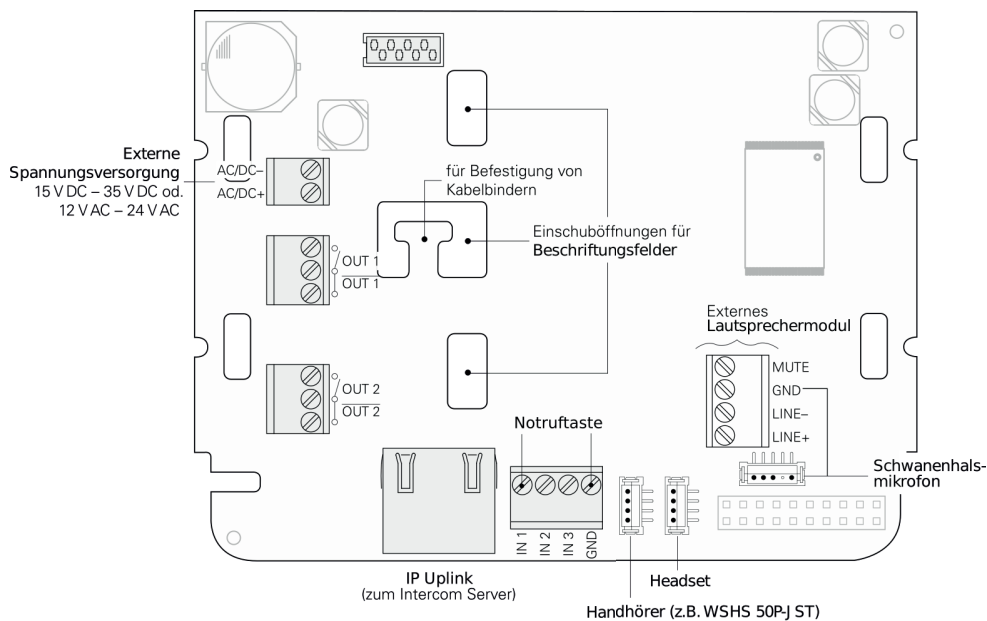 Externe
Spannungsversorgung
15 V DC – 35 V DC od.
12 V AC – 24 V AC
AC/DC–
AC/DC+
für Befestigung von
Kabelbindern
Einschuböffnungen für
Beschriftungsfelder
OUT 1
OUT 1
OUT 2
OUT 2
Externes
Lautsprechermodul
MUTE
GND
LINE–
LINE+
Schwanenhals-
mikrofon
Notruftaste
IN 1
IN 2
IN 3
GND
IP Uplink
(zum Intercom Server)
Headset
Handhörer (z.B. WSHS 50P-JST)